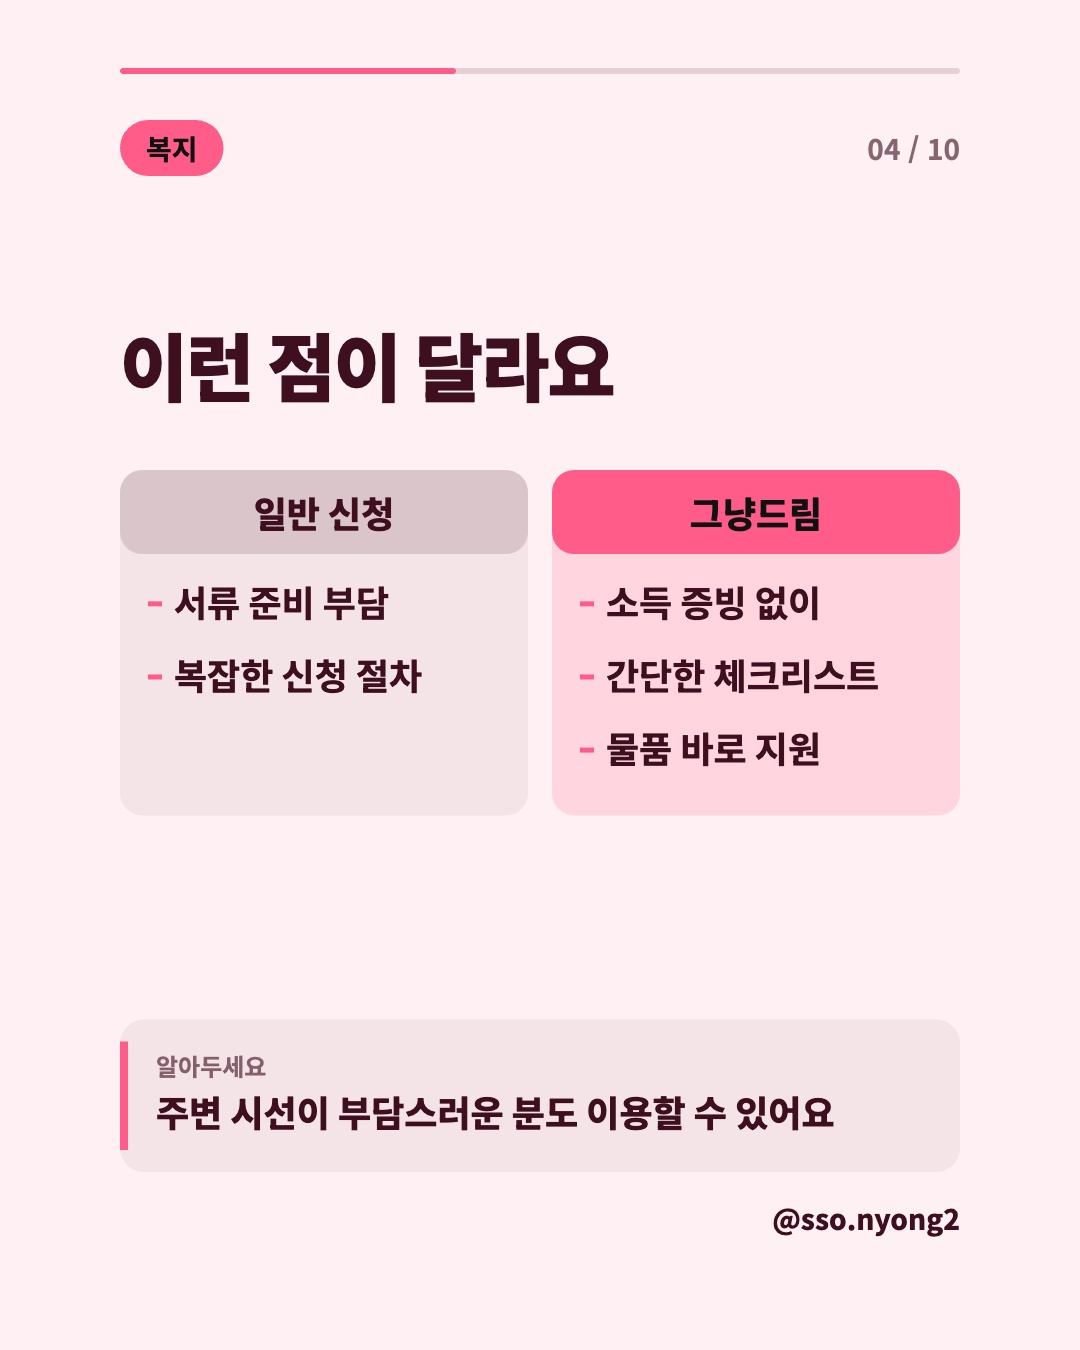 복지
04 / 10
이런 점이 달라요
일반 신청
- 서류 준비 부담
- 복잡한 신청 절차
그냥드림
- 소득 증빙 없이
- 간단한 체크리스트
- 물품 바로 지원
알아두세요
주변 시선이 부담스러운 분도 이용할 수 있어요
@sso.nyong2